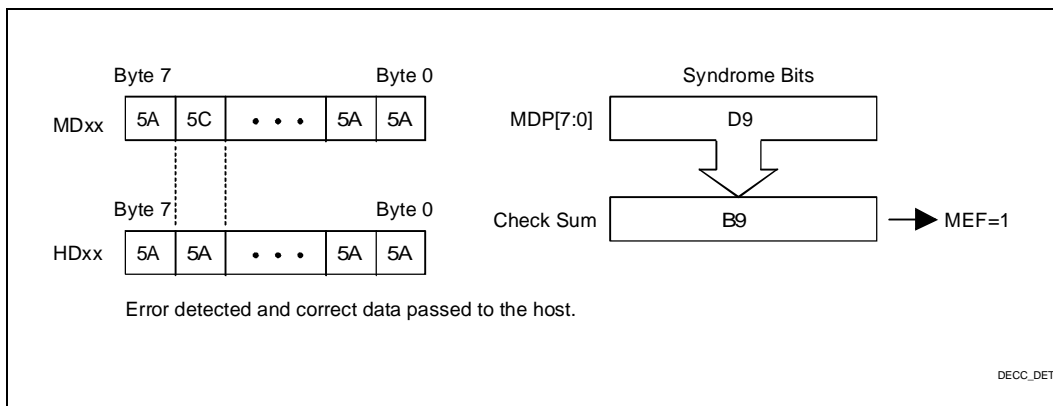 Byte 7 Byte 0 Syndrome Bits
MDxx 5A 5C • • • 5A 5A MDP[7:0] D9
Byte 7 Byte 0 Check Sum B9 MEF=1
HDxx 5A 5A • • • 5A 5A
Error detected and correct data passed to the host.
DECC_DET